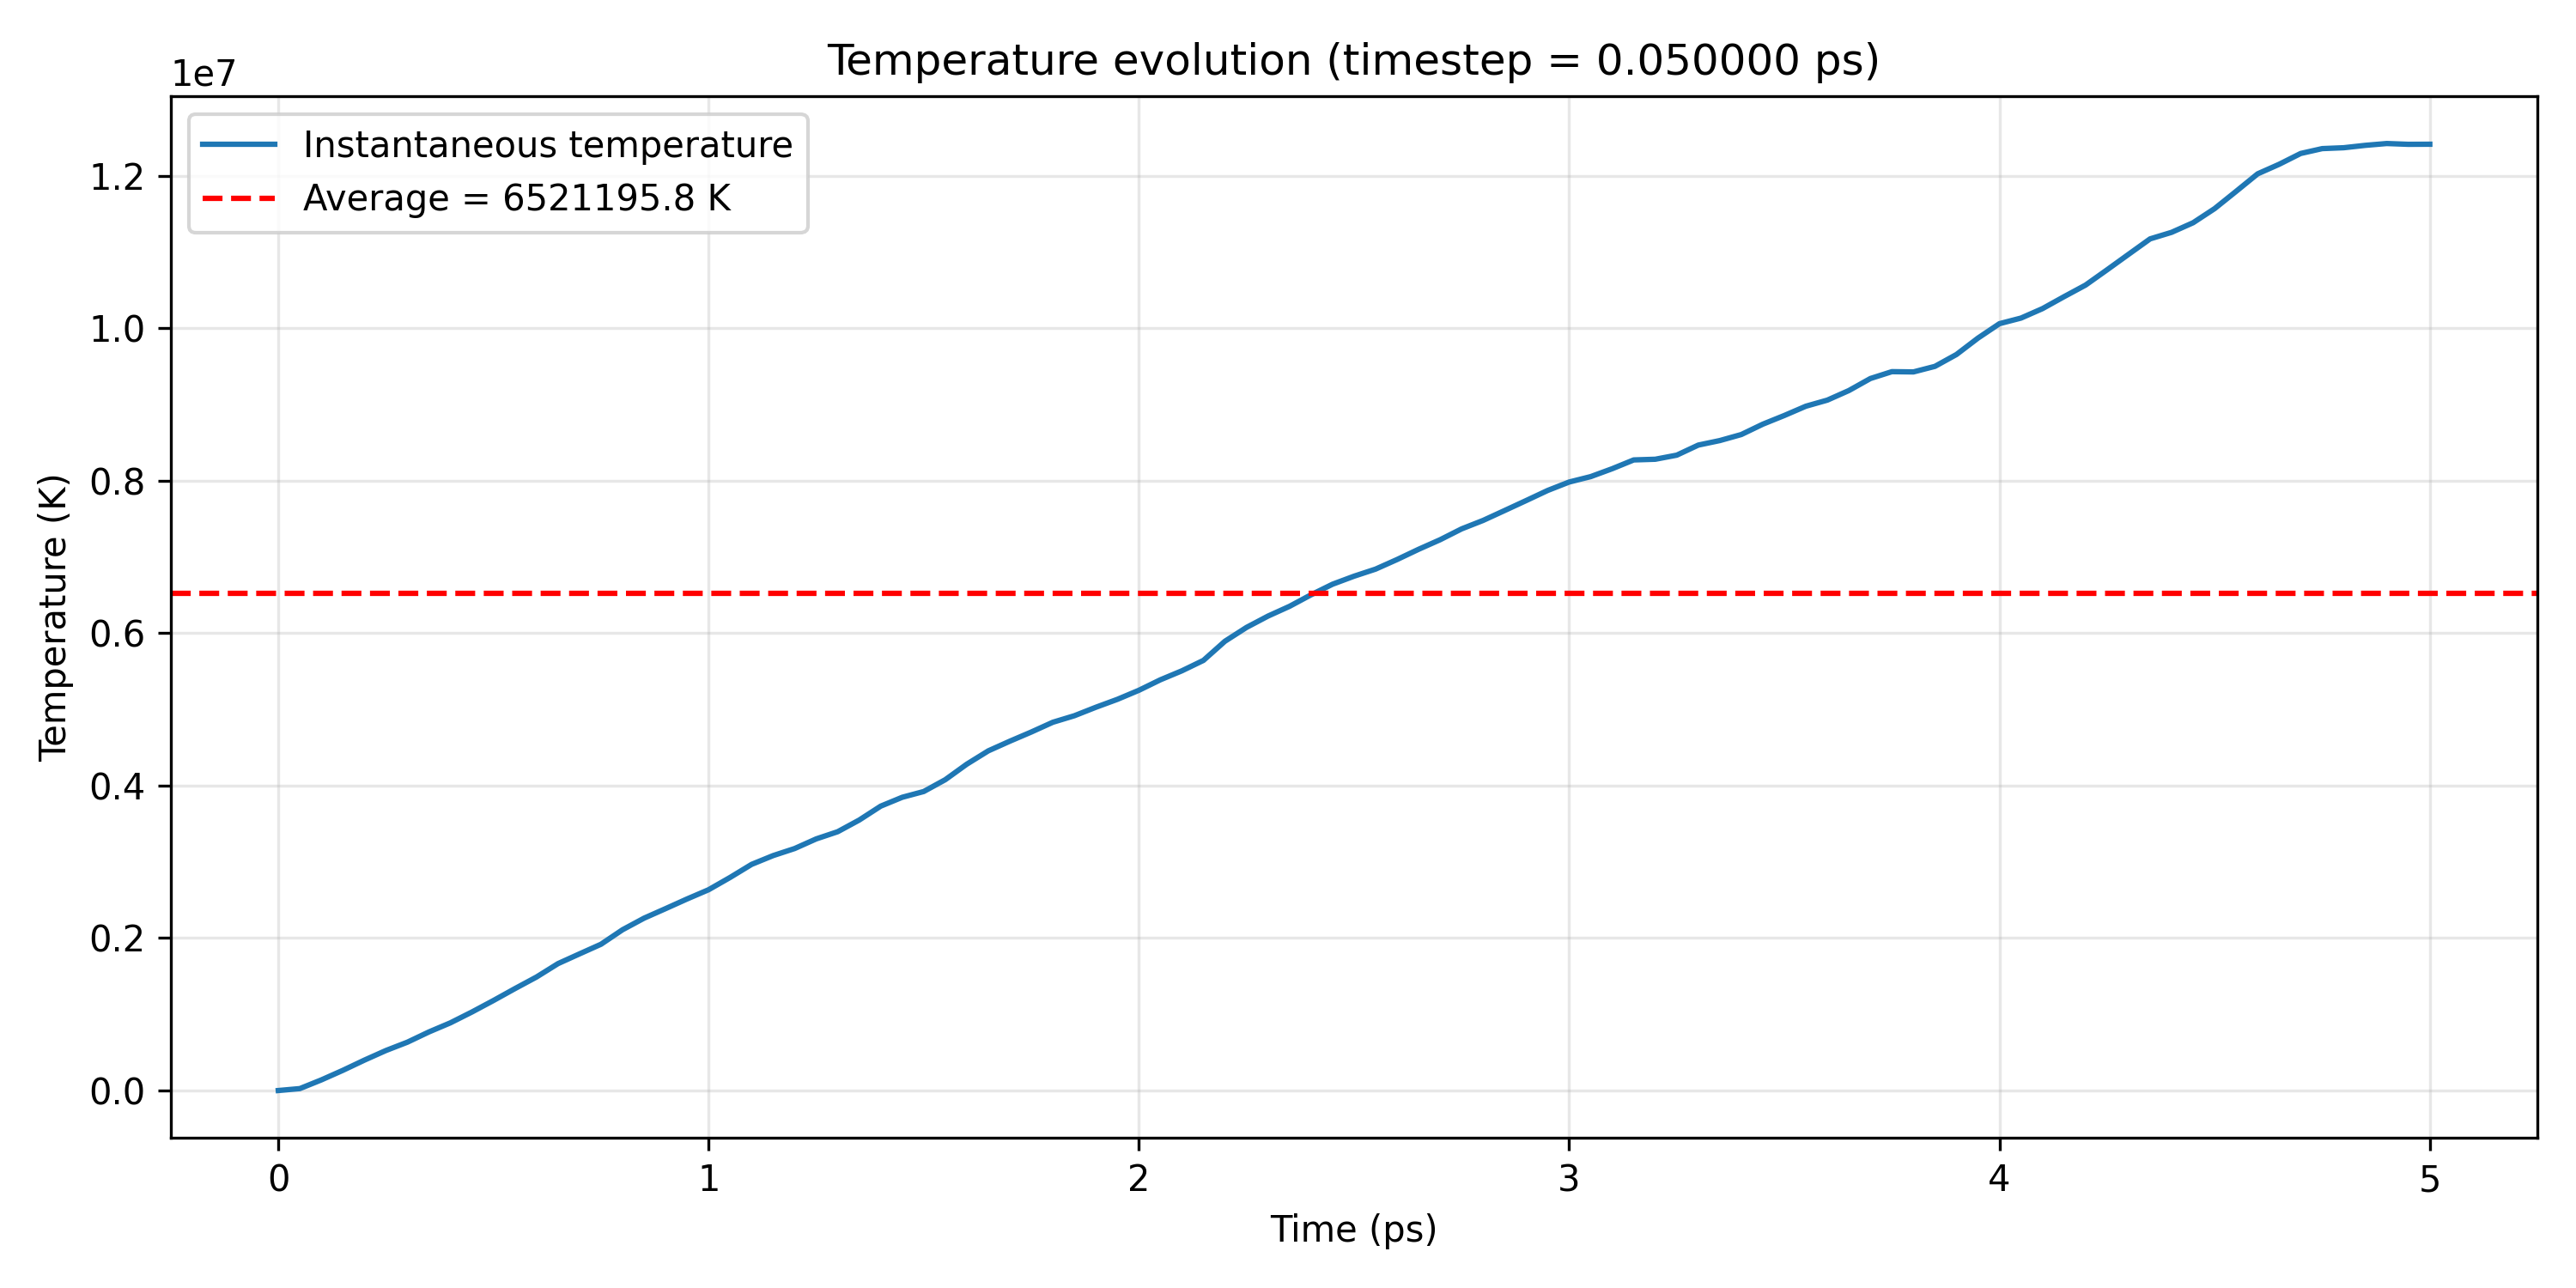 Temperature evolution (timestep = 0.050000 ps)
1e7
Instantaneous temperature
Average = 6521195.8 K
1.2
1.0
0.8
0.6
0.4
0.2
0.0
Temperature (K)
0 1 2 3 4 5
Time (ps)